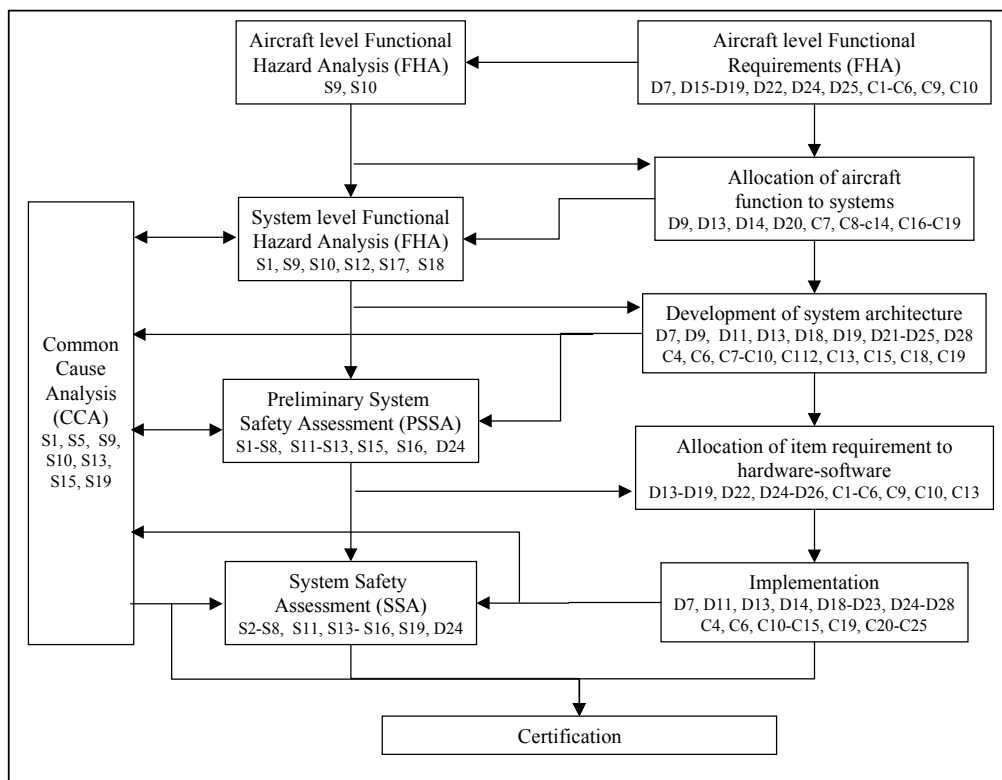 Aircraft level Functional
Hazard Analysis (FHA)
S9, S10
Aircraft level Functional
Requirements (FHA)
D7, D15-D19, D22, D24, D25, C1-C6, C9, C10
Allocation of aircraft
function to systems
D9, D13, D14, D20, C7, C8-c14, C16-C19
System level Functional
Hazard Analysis (FHA)
S1, S9, S10, S12, S17, S18
Development of system architecture
D7, D9, D11, D13, D18, D19, D21-D25, D28
C4, C6, C7-C10, C112, C13, C15, C18, C19
Common
Cause
Analysis
(CCA)
S1, S5, S9,
S10, S13,
S15, S19
Preliminary System
Safety Assessment (PSSA)
S1-S8, S11-S13, S15, S16, D24
Allocation of item requirement to
hardware-software
D13-D19, D22, D24-D26, C1-C6, C9, C10, C13
System Safety
Assessment (SSA)
S2-S8, S11, S13- S16, S19, D24
Implementation
D7, D11, D13, D14, D18-D23, D24-D28
C4, C6, C10-C15, C19, C20-C25
Certification